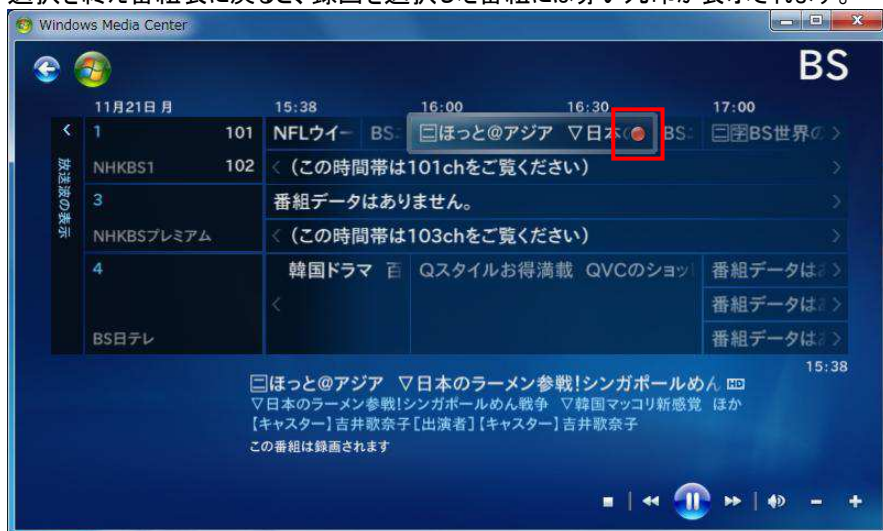 Windows Media Center
BS
11月21日 月 15:38 16:00 16:30 17:00
1 101 NFLウイー BS 二ほっと@アジア ▽日本 BS 二字BS世界の
NHKBS1 102 (この時間帯は101chをご覧ください)
放送波の表示
3 番組データはありません。
NHKBSプレミアム (この時間帯は103chをご覧ください)
4 韓国ドラマ 百 Qスタイルお得満載 QVCのショッ 番組データは
番組データは
BS日テレ 番組データは
15:38
二ほっと@アジア ▽日本のラーメン参戦!シンガポールめん HD
▽日本のラーメン参戦!シンガポールめん戦争 ▽韓国マッコリ新感覚 ほか
【キャスター】吉井歌奈子[出演者]【キャスター】吉井歌奈子
この番組は録画されます